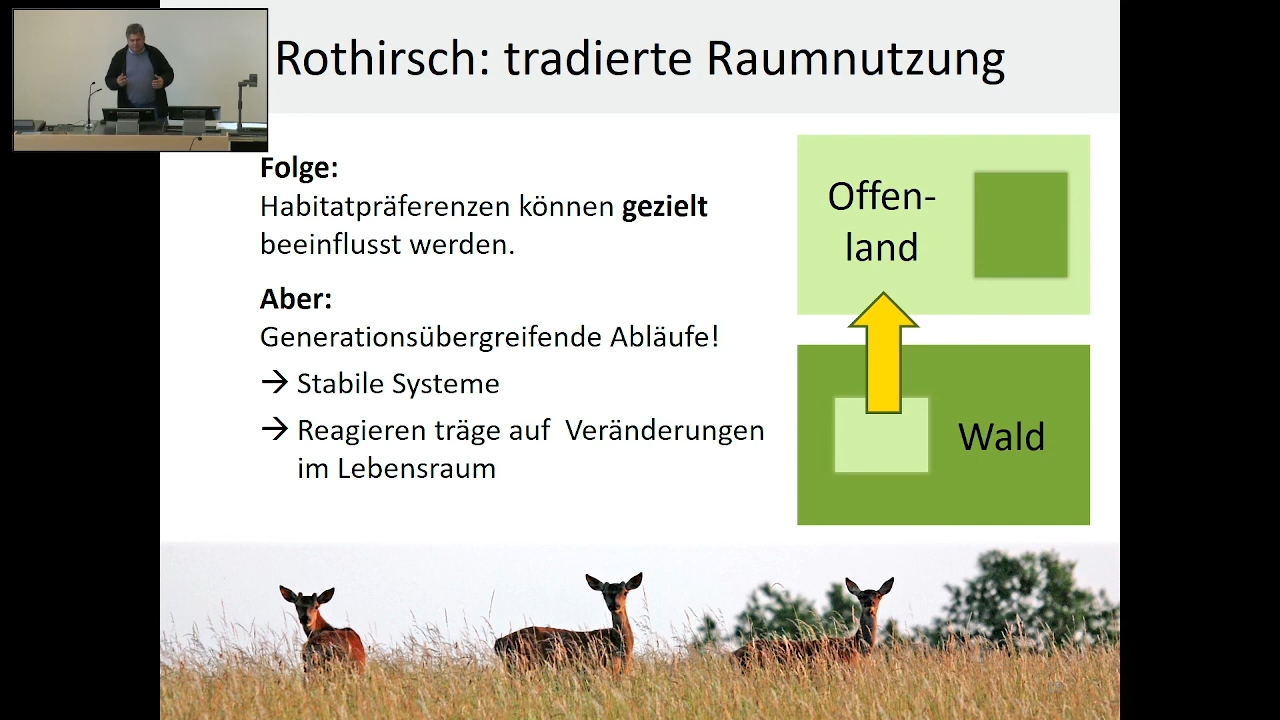 Rothirsch: tradierte Raumnutzung
Folge:
Habitatpräferenzen können gezielt
beeinflusst werden.
Aber:
Generationsübergreifende Abläufe!
→ Stabile Systeme
→ Reagieren träge auf Veränderungen
im Lebensraum
Offen-
land
Wald